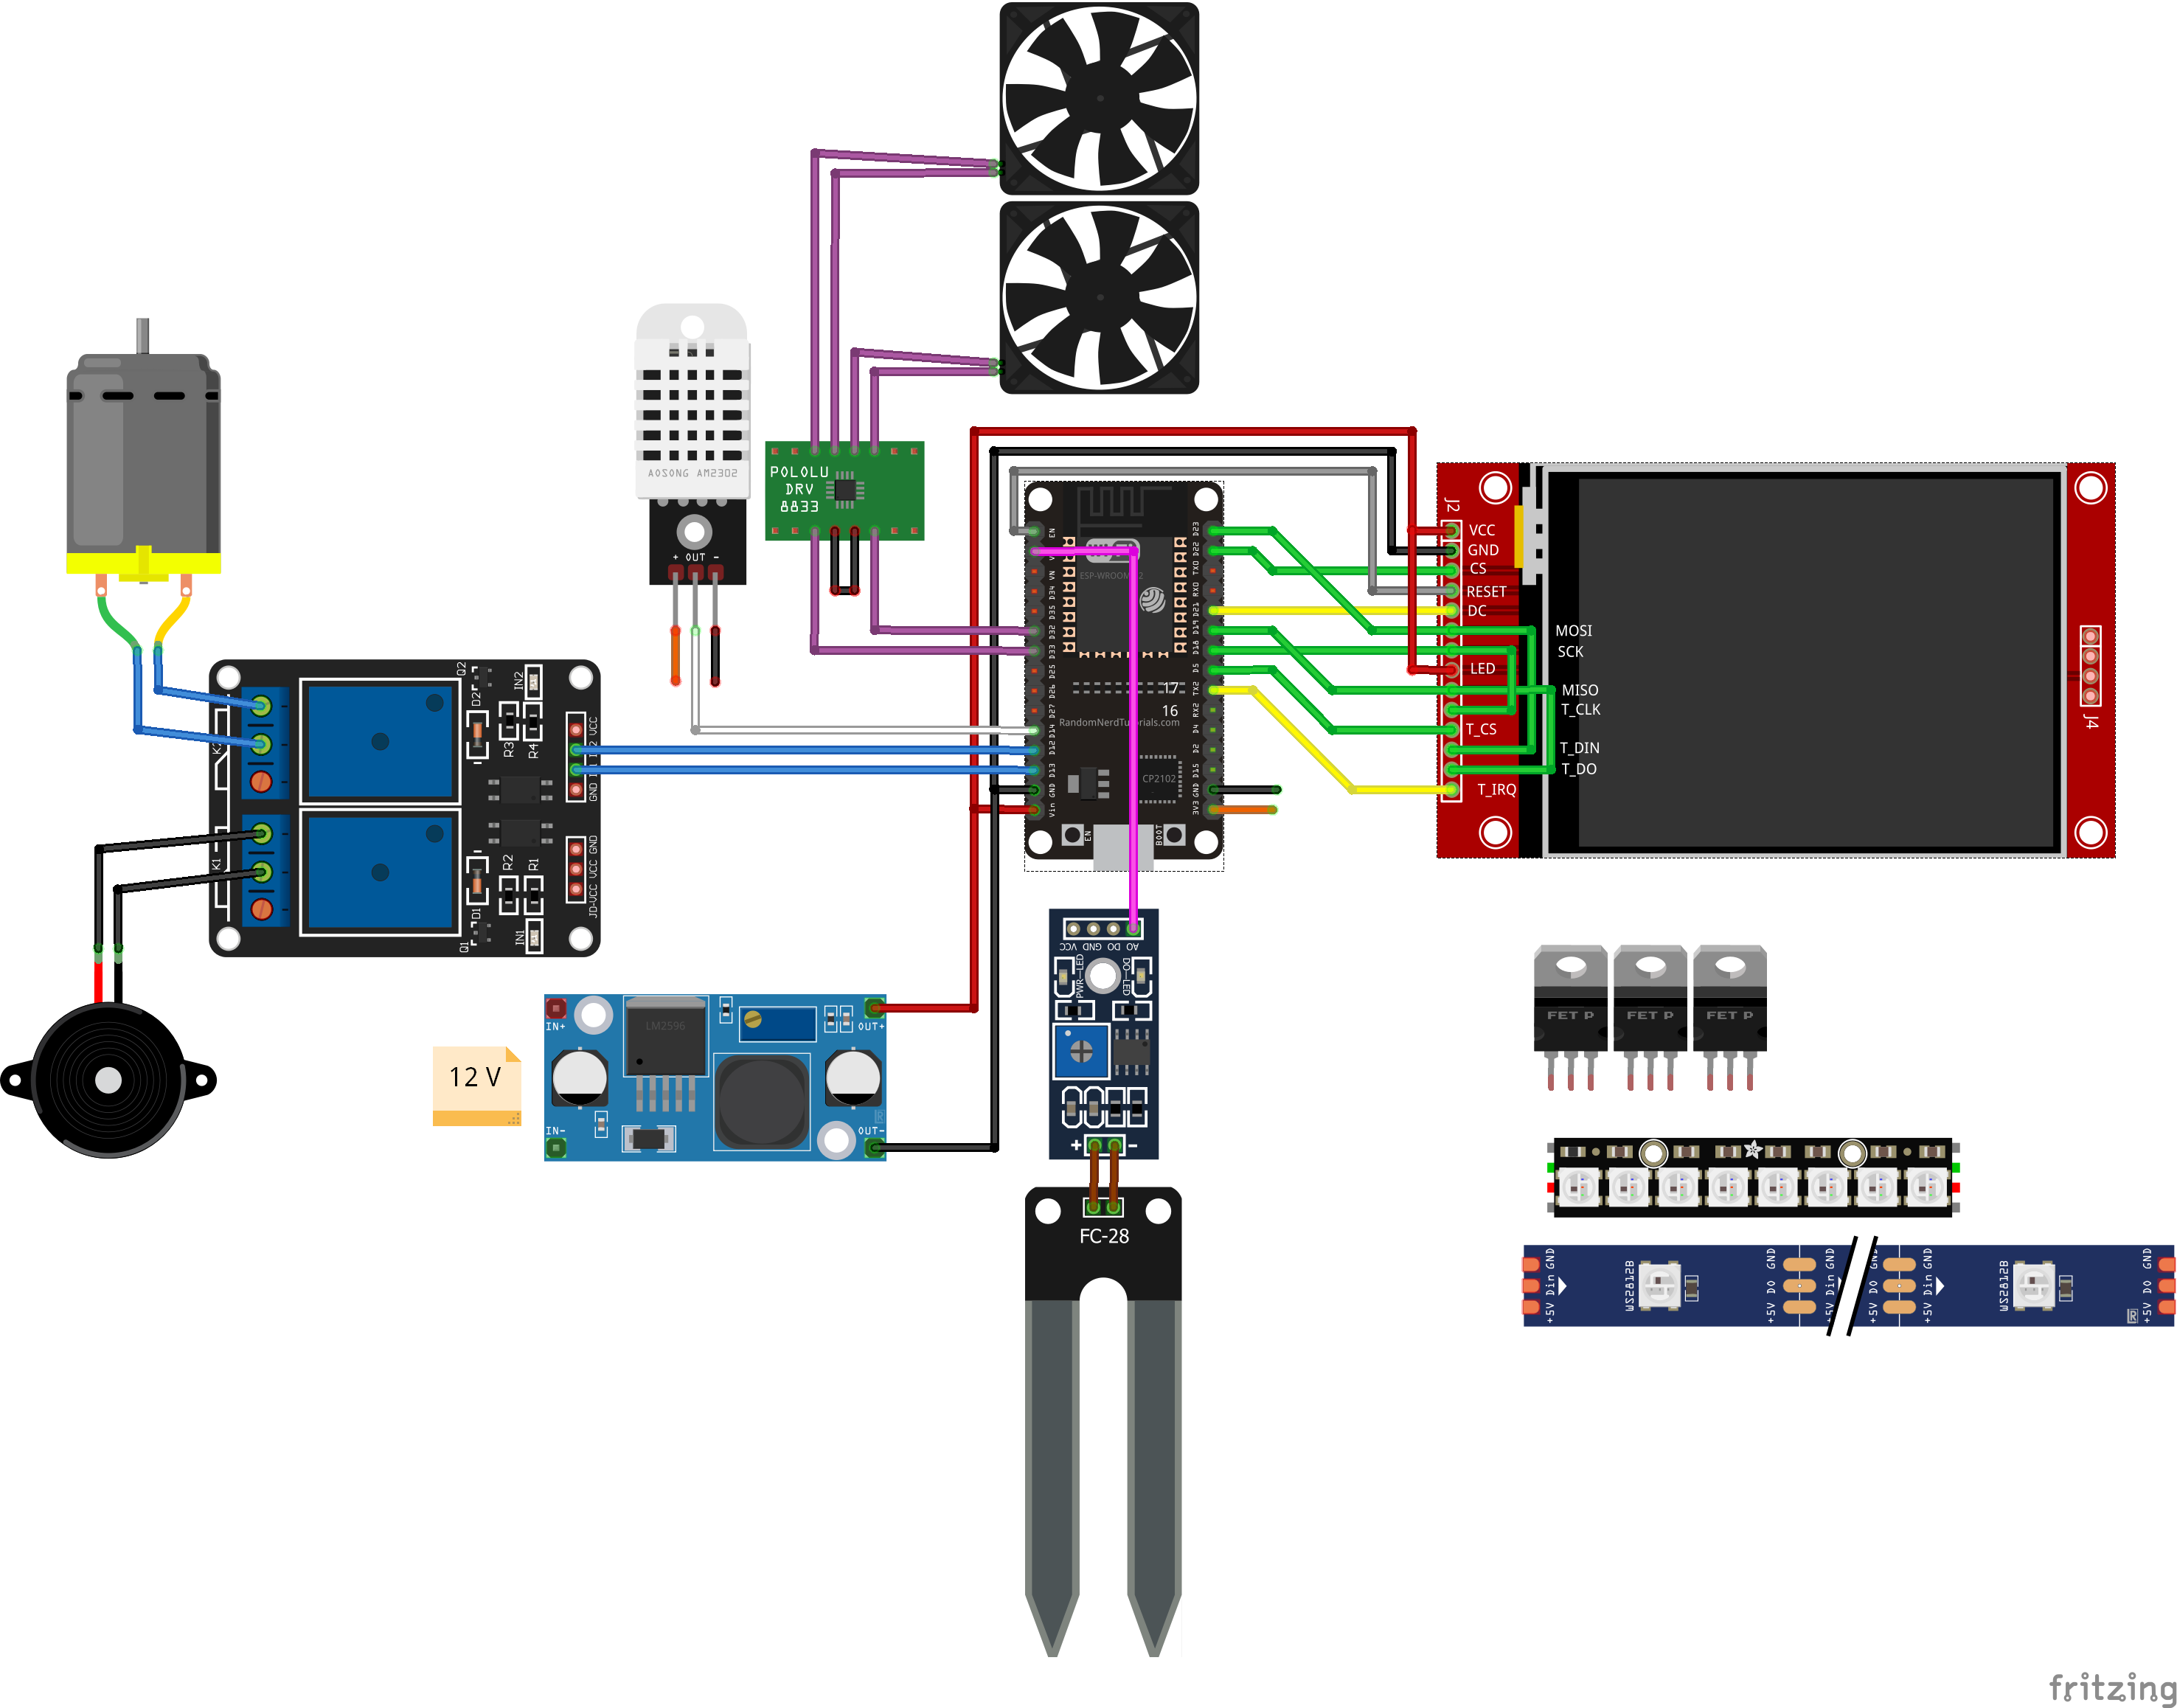 AOSONG AM2302
+ OUT -
POLOLU
DRV
8833
EN
VN
D34
D35
D32
D33
D25
D26
D27
D14
D12
D13
GND
Vin
D23
D22
TX0
RX0
D21
D19
D18
D5
TX2
RX2
D4
D2
D15
GND
3V3
ESP-WROOM
17
16
RandomNerdTutorials.com
CP2102
EN
BOOT
J2
VCC
GND
CS
RESET
DC
MOSI
SCK
LED
MISO
T_CLK
T_CS
T_DIN
T_DO
T_IRQ
J4
Q2
IN2
D2
R3
R4
VCC
GND
K1
R2
R1
GND
VCC
JD-VCC
D1
Q1
IN1
12 V
IN+
LM2596
OUT+
IN-
OUT-
VCC
GND
DO
AO
PWR-LED
DO-LED
+ -
FC-28
FET P
FET P
FET P
GND
Din
+5V
WS2812B
GND
DO
+5V
GND
Din
+5V
GND
DO
+5V
GND
Din
+5V
WS2812B
GND
DO
+5V
fritzing